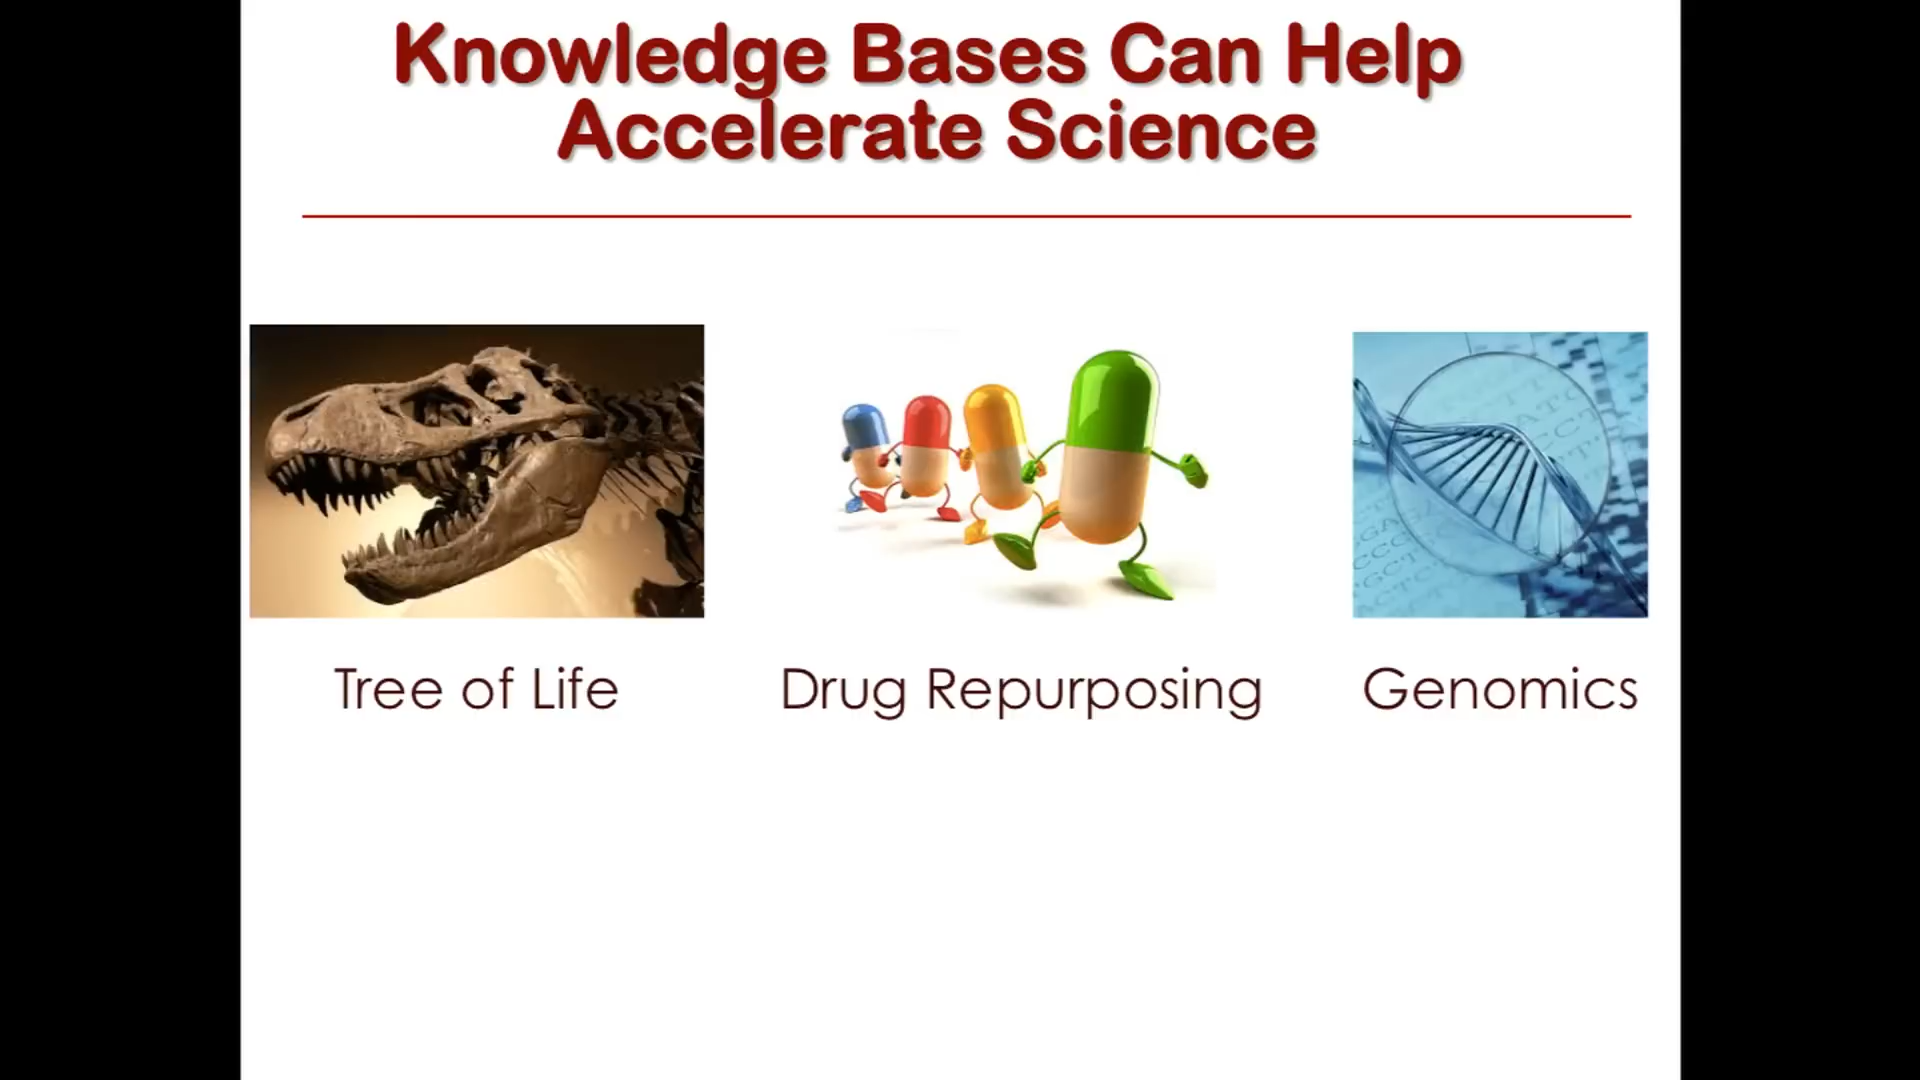 Knowledge Bases Can Help
Accelerate Science
Tree of Life
Drug Repurposing
Genomics